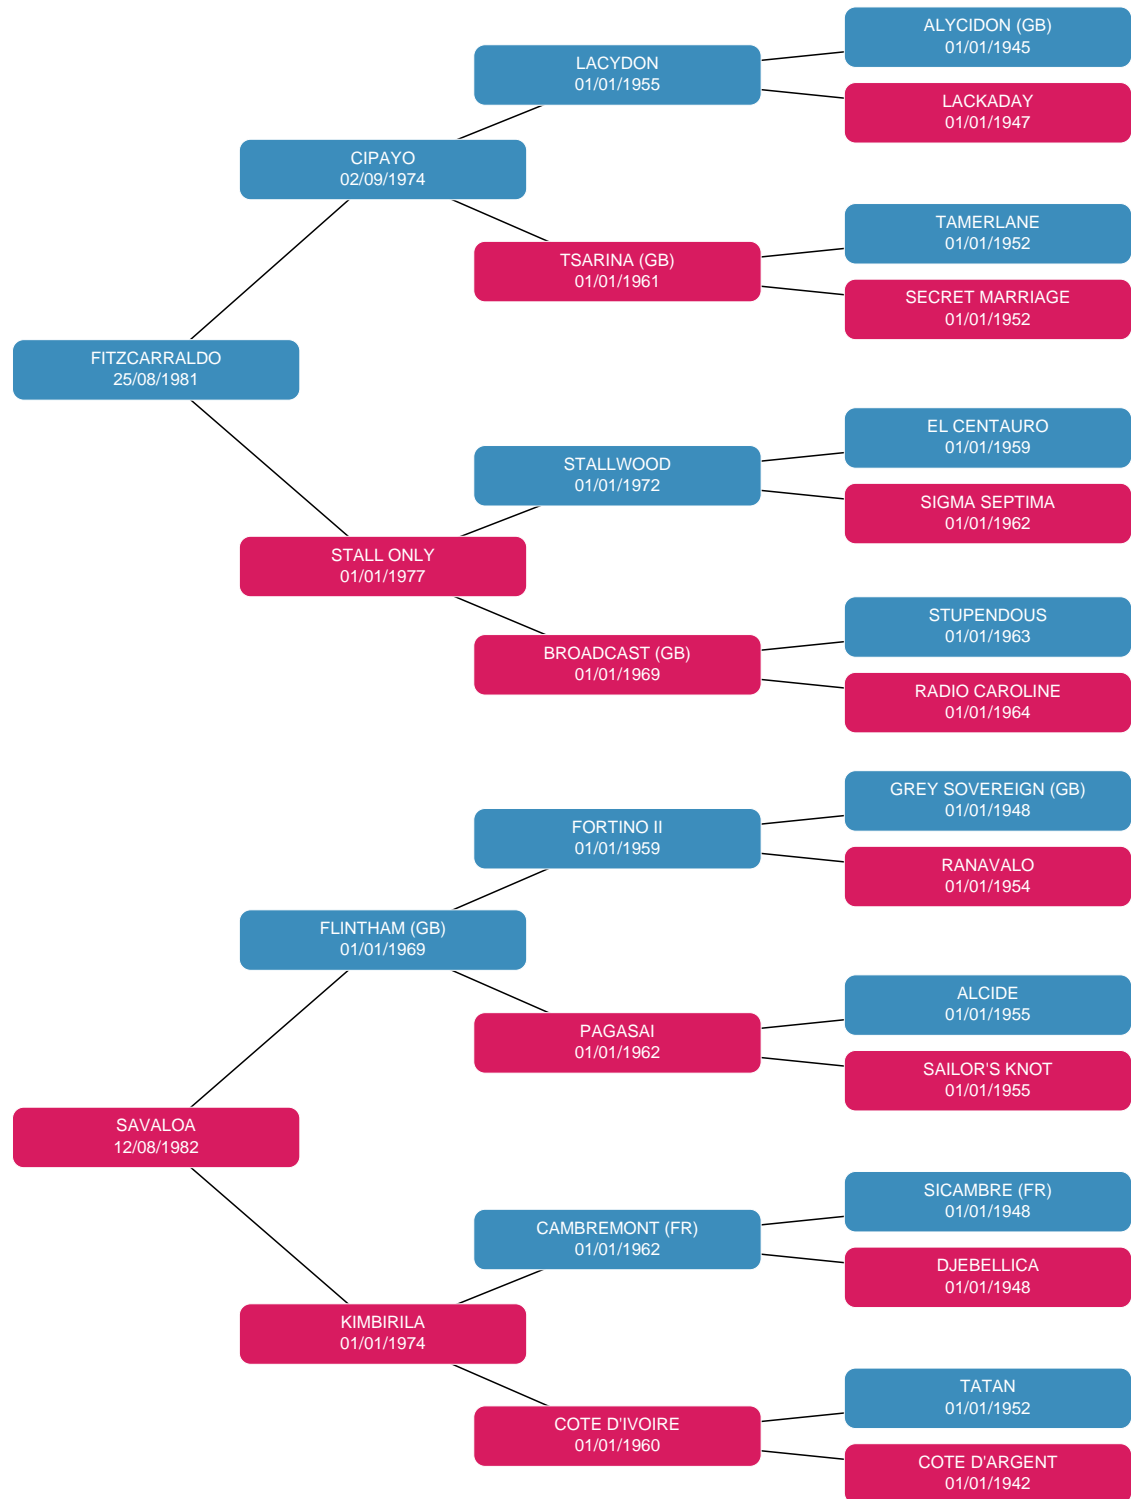 ALYCIDON (GB)
01/01/1945
LACYDON
01/01/1955
LACKADAY
01/01/1947
CIPAYO
02/09/1974
TAMERLANE
01/01/1952
TSARINA (GB)
01/01/1961
SECRET MARRIAGE
01/01/1952
FITZCARRALDO
25/08/1981
EL CENTAURO
01/01/1959
STALLWOOD
01/01/1972
SIGMA SEPTIMA
01/01/1962
STALL ONLY
01/01/1977
STUPENDOUS
01/01/1963
BROADCAST (GB)
01/01/1969
RADIO CAROLINE
01/01/1964
GREY SOVEREIGN (GB)
01/01/1948
FORTINO II
01/01/1959
RANAVALO
01/01/1954
FLINTHAM (GB)
01/01/1969
ALCIDE
01/01/1955
PAGASAI
01/01/1962
SAILOR'S KNOT
01/01/1955
SAVALOA
12/08/1982
SICAMBRE (FR)
01/01/1948
CAMBREMONT (FR)
01/01/1962
DJEBELLICA
01/01/1948
KIMBIRILA
01/01/1974
TATAN
01/01/1952
COTE D'IVOIRE
01/01/1960
COTE D'ARGENT
01/01/1942